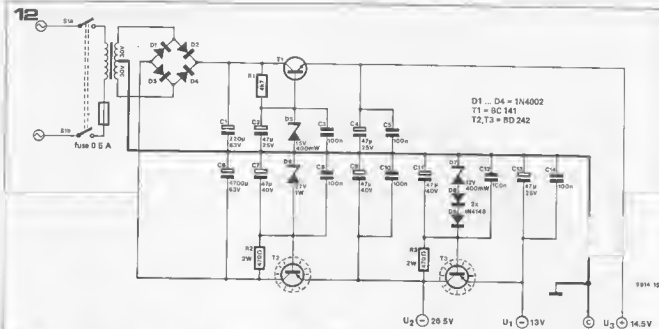 12
S1a
30V
30V
S1b
fuse 0.5 A
D1
D2
D3
D4
T1
R1
4k7
C1
220µ
63V
C2
47µ
25V
D5
15V
400mW
C3
100n
C4
47µ
25V
C5
100n
D1 ... D4 = 1N4002
T1 = BC 141
T2,T3 = BD 242
C6
4700µ
63V
C7
47µ
40V
D6
27V
1W
C8
100n
C9
47µ
40V
C10
100n
C11
47µ
40V
D7
12V
400mW
D8
2x
1N4148
D9
C12
100n
C13
47µ
25V
C14
100n
R2
2W
470Ω
T2
R3
2W
470Ω
T3
U2 − 26.5V
U1 − 13V
C
U3 + 14.5V